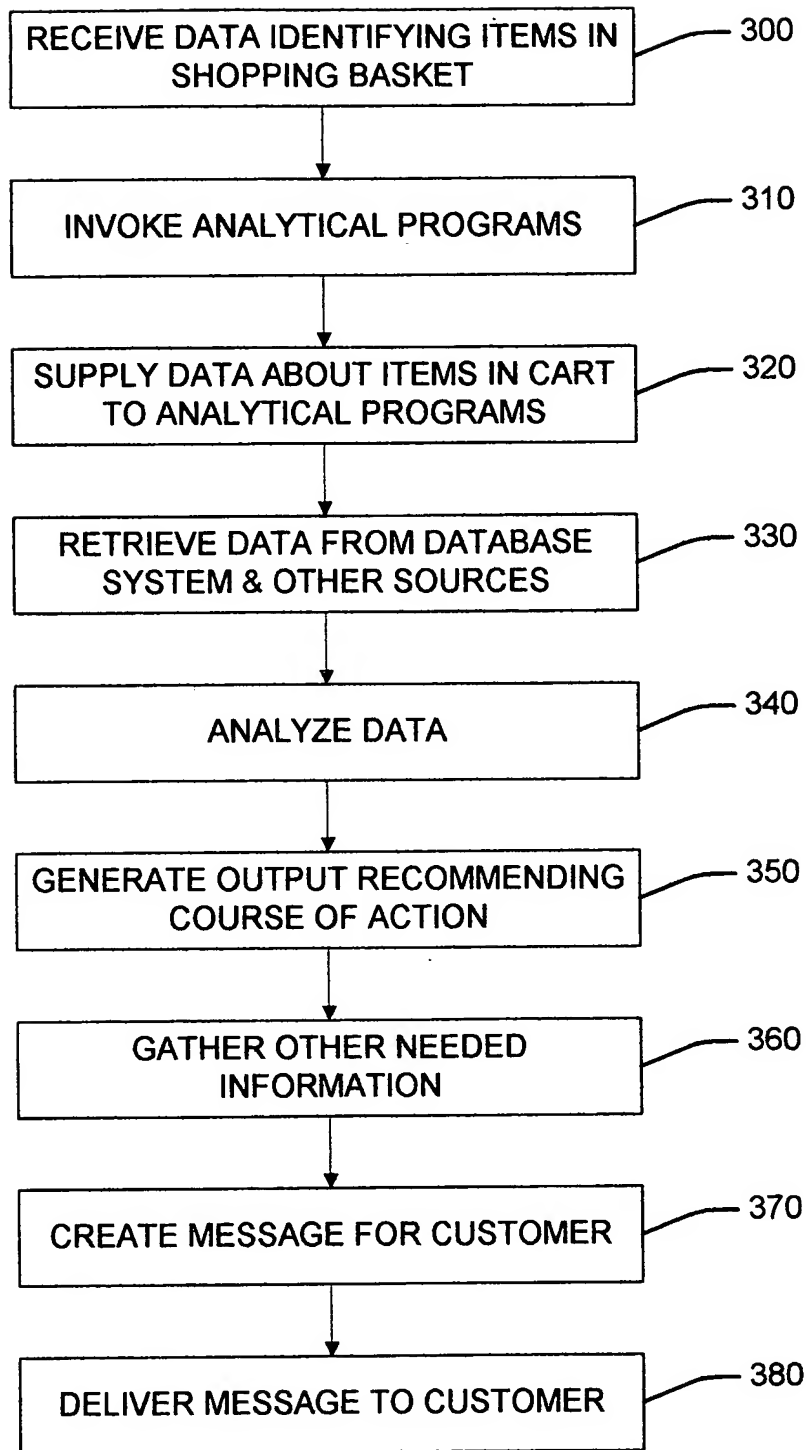 RECEIVE DATA IDENTIFYING ITEMS IN
SHOPPING BASKET
300
INVOKE ANALYTICAL PROGRAMS
310
SUPPLY DATA ABOUT ITEMS IN CART
TO ANALYTICAL PROGRAMS
320
RETRIEVE DATA FROM DATABASE
SYSTEM & OTHER SOURCES
330
ANALYZE DATA
340
GENERATE OUTPUT RECOMMENDING
COURSE OF ACTION
350
GATHER OTHER NEEDED
INFORMATION
360
CREATE MESSAGE FOR CUSTOMER
370
DELIVER MESSAGE TO CUSTOMER
380